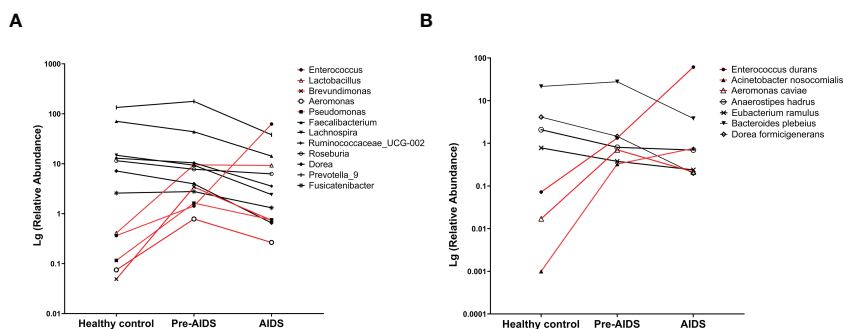 A
Lg (Relative Abundance)
1000
100
10
1
0.1
0.01
Healthy control
Pre-AIDS
AIDS
Enterococcus
Lactobacillus
Brevundimonas
Aeromonas
Pseudomonas
Faecalibacterium
Lachnospira
Ruminococcaceae_UCG-002
Roseburia
Dorea
Prevotella_9
Fusicatenibacter
B
Lg (Relative Abundance)
100
10
1
0.1
0.01
0.001
0.0001
Healthy control
Pre-AIDS
AIDS
Enterococcus durans
Acinetobacter nosocomialis
Aeromonas caviae
Anaerostipes hadrus
Eubacterium ramulus
Bacteroides plebeius
Dorea formicigenerans